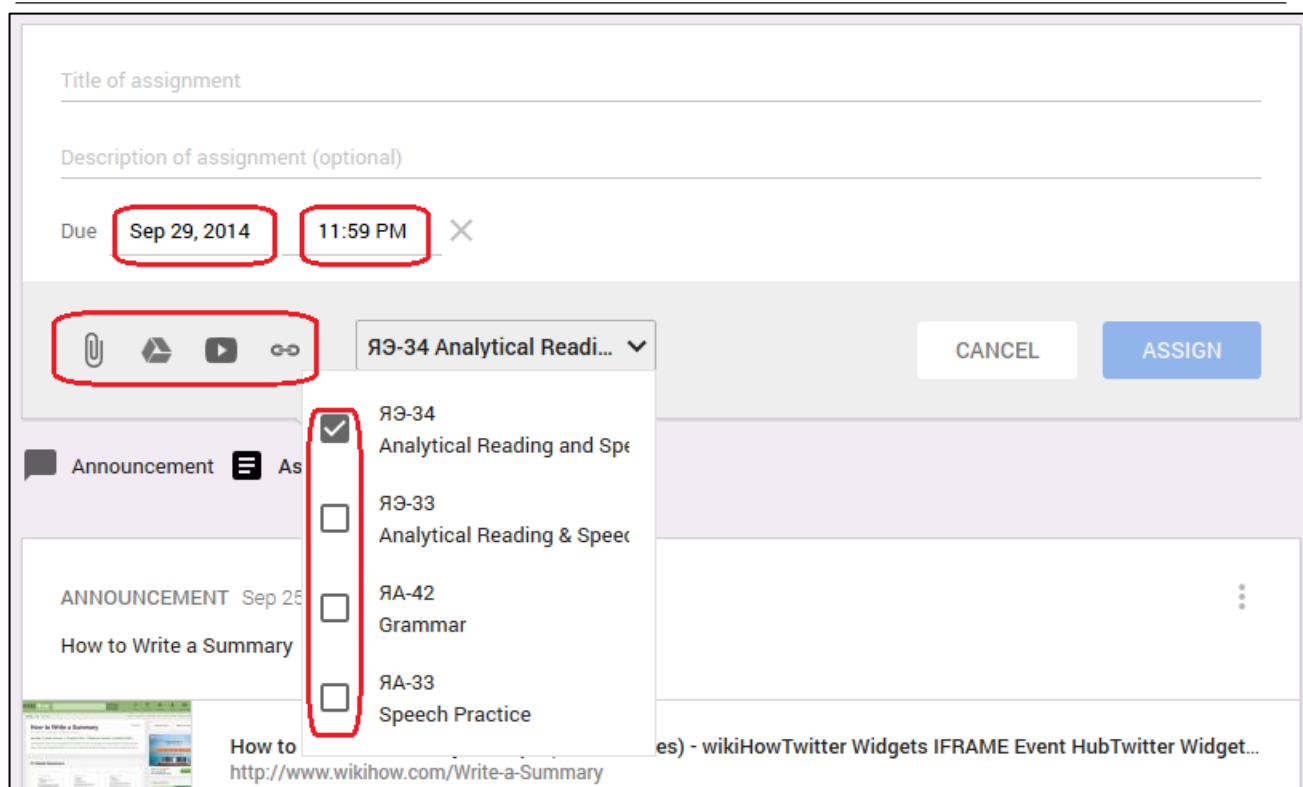 Title of assignment
Description of assignment (optional)
Due Sep 29, 2014 11:59 PM
ЯЭ-34 Analytical Readi... CANCEL ASSIGN
ЯЭ-34
Analytical Reading and Spe
Announcement As
ЯЭ-33
Analytical Reading & Speec
ANNOUNCEMENT Sep 25
ЯА-42
Grammar
How to Write a Summary
ЯА-33
Speech Practice
How to Write a Summary
How to es) - wikiHowTwitter Widgets IFRAME Event HubTwitter Widget...
http://www.wikihow.com/Write-a-Summary